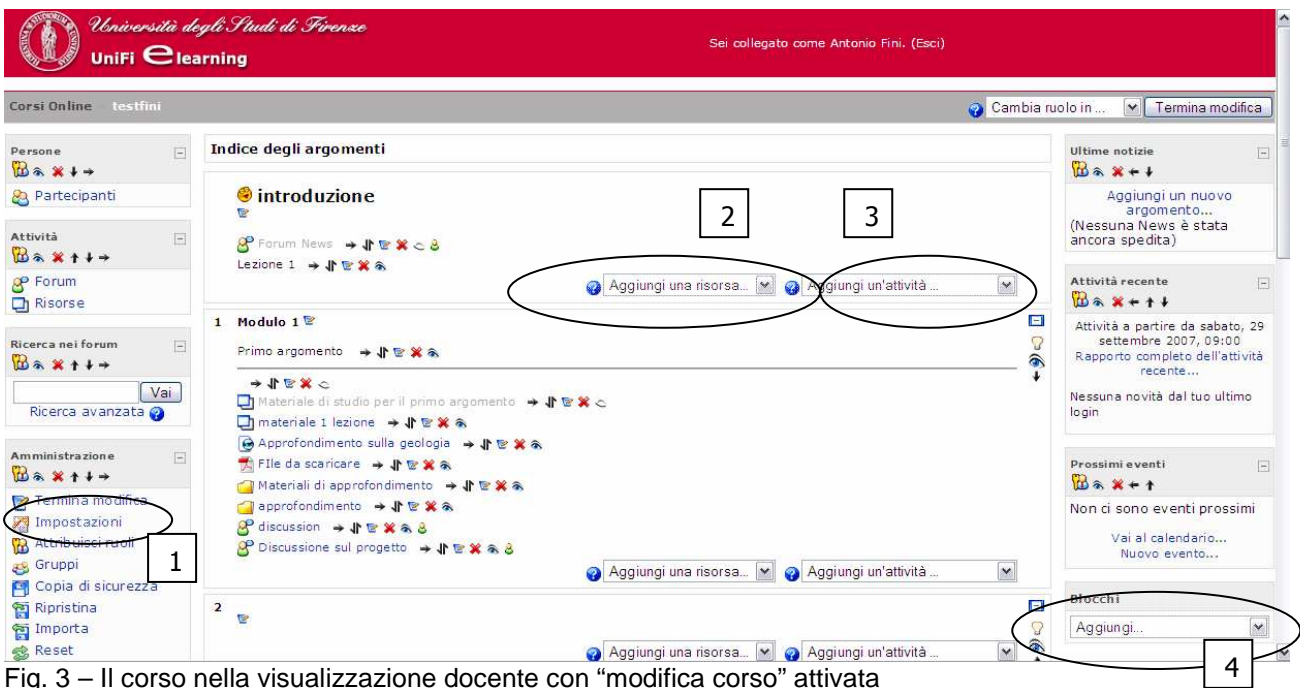 Università degli Studi di Firenze
UniFi e learning
Sei collegato come Antonio Fini. (Esci)
Corsi Online testfini
Cambia ruolo in ...
Termina modifica
Persone
Partecipanti
Attività
Forum
Risorse
Ricerca nei forum
Vai
Ricerca avanzata
Amministrazione
Termina modifica
Impostazioni
Attribuisci ruoli
Gruppi
Copia di sicurezza
Ripristina
Importa
Reset
1
Indice degli argomenti
introduzione
2
3
Forum News
Lezione 1
Aggiungi una risorsa... Aggiungi un'attività ...
1 Modulo 1
Primo argomento
Materiale di studio per il primo argomento
materiale 1 lezione
Approfondimento sulla geologia
FIle da scaricare
Materiali di approfondimento
approfondimento
discussion
Discussione sul progetto
Aggiungi una risorsa... Aggiungi un'attività ...
2
Aggiungi una risorsa... Aggiungi un'attività ...
Ultime notizie
Aggiungi un nuovo
argomento...
(Nessuna News è stata
ancora spedita)
Attività recente
Attività a partire da sabato, 29
settembre 2007, 09:00
Rapporto completo dell'attività
recente...
Nessuna novità dal tuo ultimo
login
Prossimi eventi
Non ci sono eventi prossimi
Vai al calendario...
Nuovo evento...
Blocchi
Aggiungi...
4
Fig. 3 – Il corso nella visualizzazione docente con “modifica corso” attivata